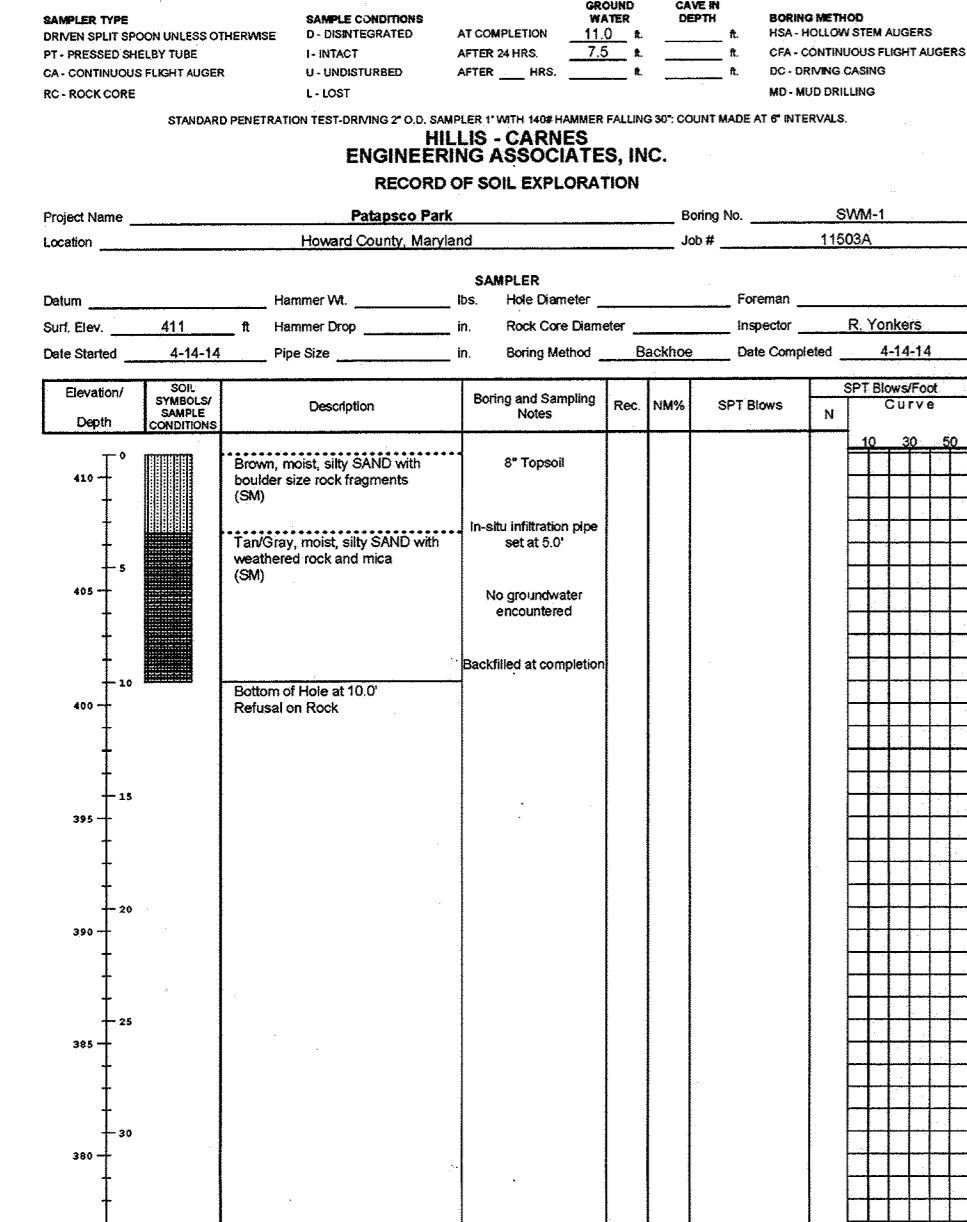 SAMPLER TYPE
DRIVEN SPLIT SPOON UNLESS OTHERWISE
PT - PRESSED SHELBY TUBE
CA - CONTINUOUS FLIGHT AUGER
RC - ROCK CORE
SAMPLE CONDITIONS
D - DISINTEGRATED
I - INTACT
U - UNDISTURBED
L - LOST
GROUND WATER
CAVE IN DEPTH
AT COMPLETION 11.0 ft. ft.
AFTER 24 HRS. 7.5 ft. ft.
AFTER HRS. ft. ft.
BORING METHOD
HSA - HOLLOW STEM AUGERS
CFA - CONTINUOUS FLIGHT AUGERS
DC - DRIVING CASING
MD - MUD DRILLING
STANDARD PENETRATION TEST-DRIVING 2" O.D. SAMPLER 1" WITH 140# HAMMER FALLING 30": COUNT MADE AT 6" INTERVALS.
HILLIS - CARNES
ENGINEERING ASSOCIATES, INC.
RECORD OF SOIL EXPLORATION
Project Name Patapsco Park Boring No. SWM-1
Location Howard County, Maryland Job # 11503A
SAMPLER
Datum Hammer Wt. lbs. Hole Diameter Foreman
Surf. Elev. 411 ft Hammer Drop in. Rock Core Diameter Inspector R. Yonkers
Date Started 4-14-14 Pipe Size in. Boring Method Backhoe Date Completed 4-14-14
Elevation/
Depth
SOIL
SYMBOLS/
SAMPLE
CONDITIONS
Description
Boring and Sampling
Notes
Rec.
NM%
SPT Blows
SPT Blows/Foot
N
Curve
10 30 50
0
410
5
405
10
400
15
395
20
390
25
385
30
380
Brown, moist, silty SAND with
boulder size rock fragments
(SM)
Tan/Gray, moist, silty SAND with
weathered rock and mica
(SM)
Bottom of Hole at 10.0'
Refusal on Rock
8" Topsoil
In-situ infiltration pipe
set at 5.0'
No groundwater
encountered
Backfilled at completion